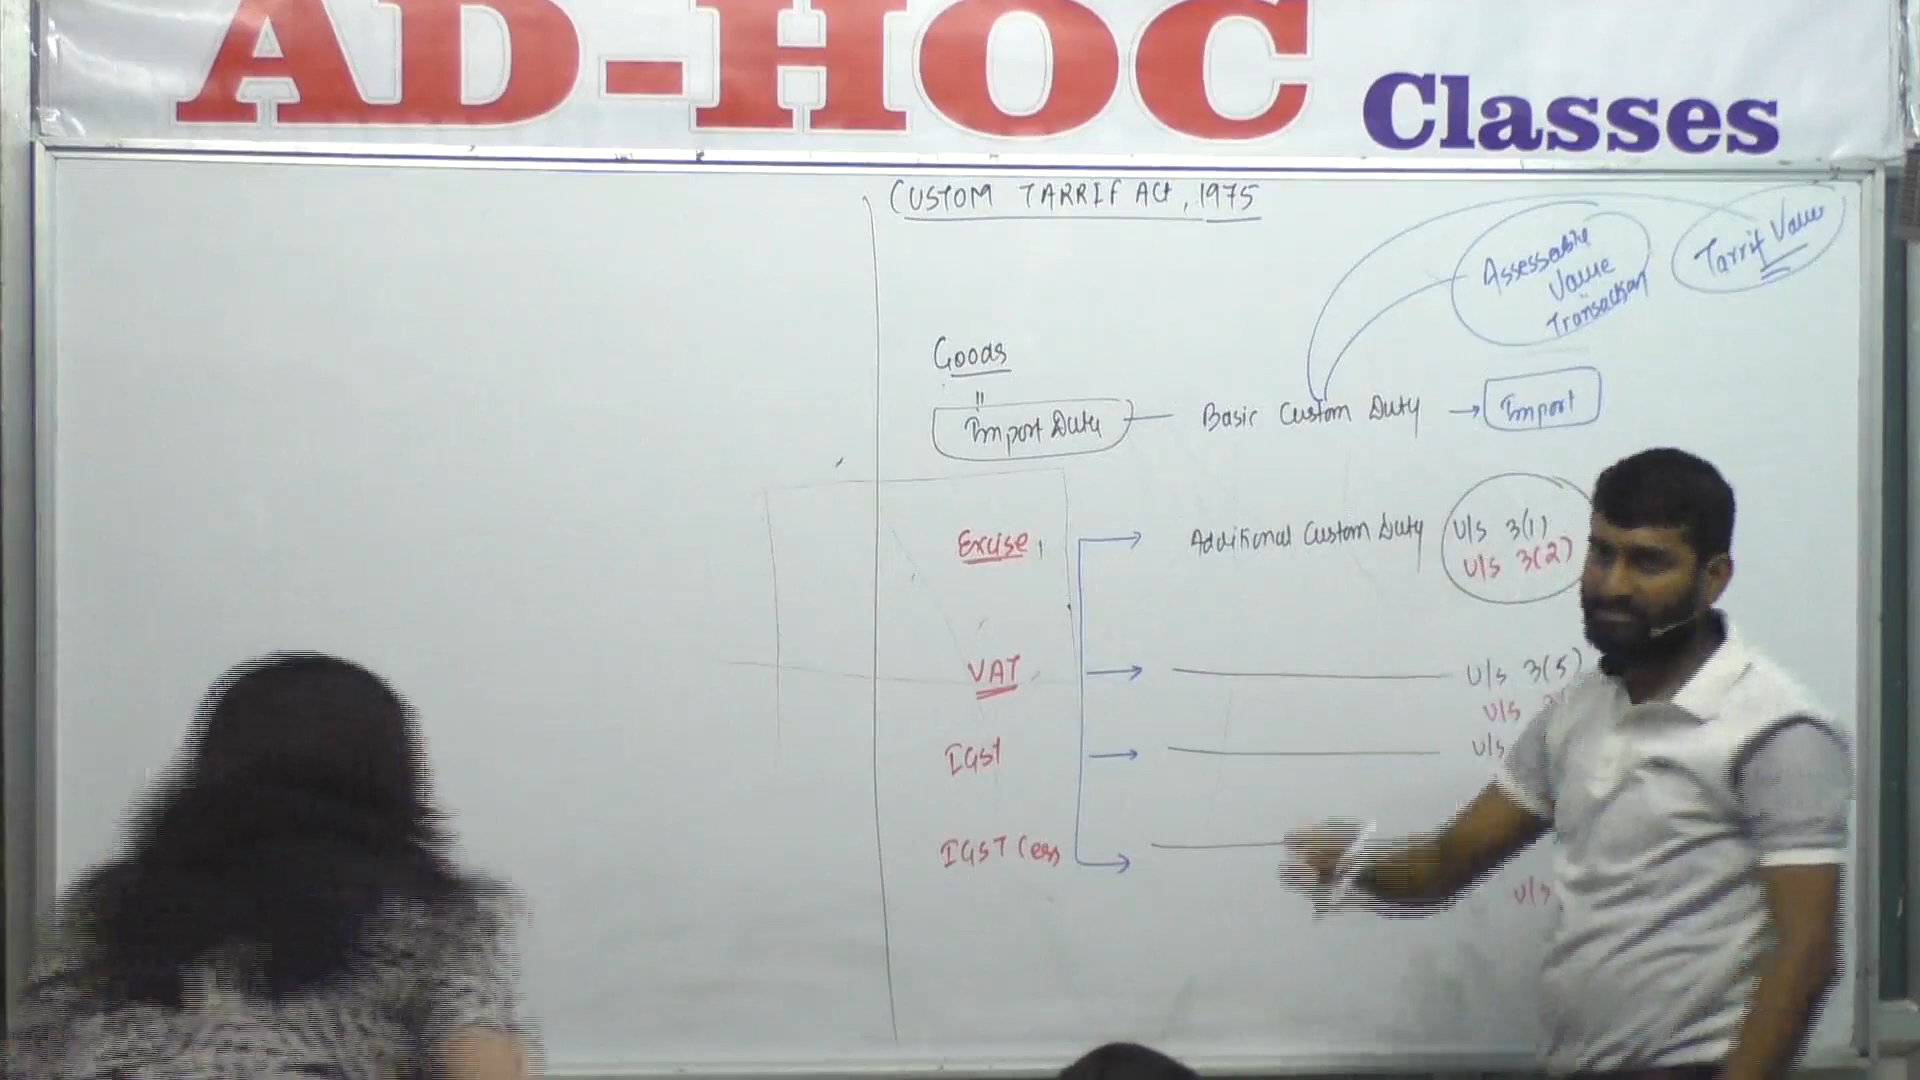 AD-HOC Classes
CUSTOM TARRIF ACT, 1975
Assessable
Value
Transaction
Tarrif Value
Goods
Import Duty
Basic Custom Duty
Import
Excise,
Additional Custom Duty
U/s 3(1)
U/s 3(2)
VAT
U/s 3(5)
U/s
IGST
U/s
IGST Cess
U/s